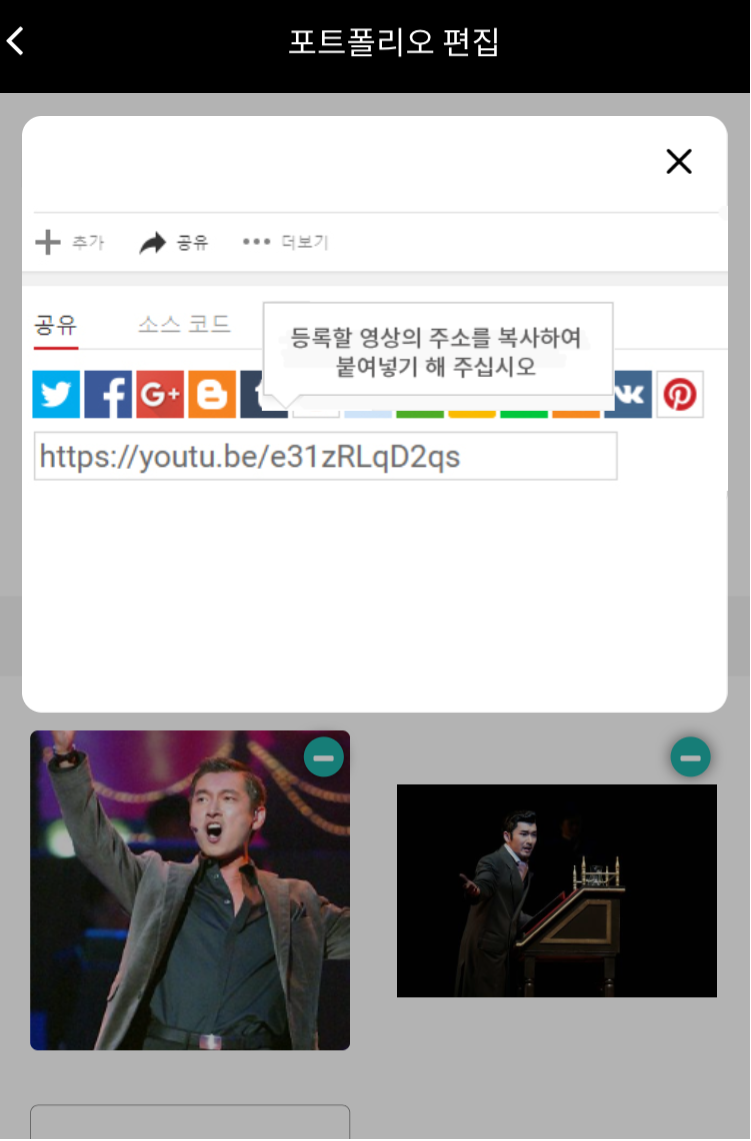 포트폴리오 편집
추가 공유 더보기
공유 소스 코드
등록할 영상의 주소를 복사하여
붙여넣기 해 주십시오
https://youtu.be/e31zRLqD2qs